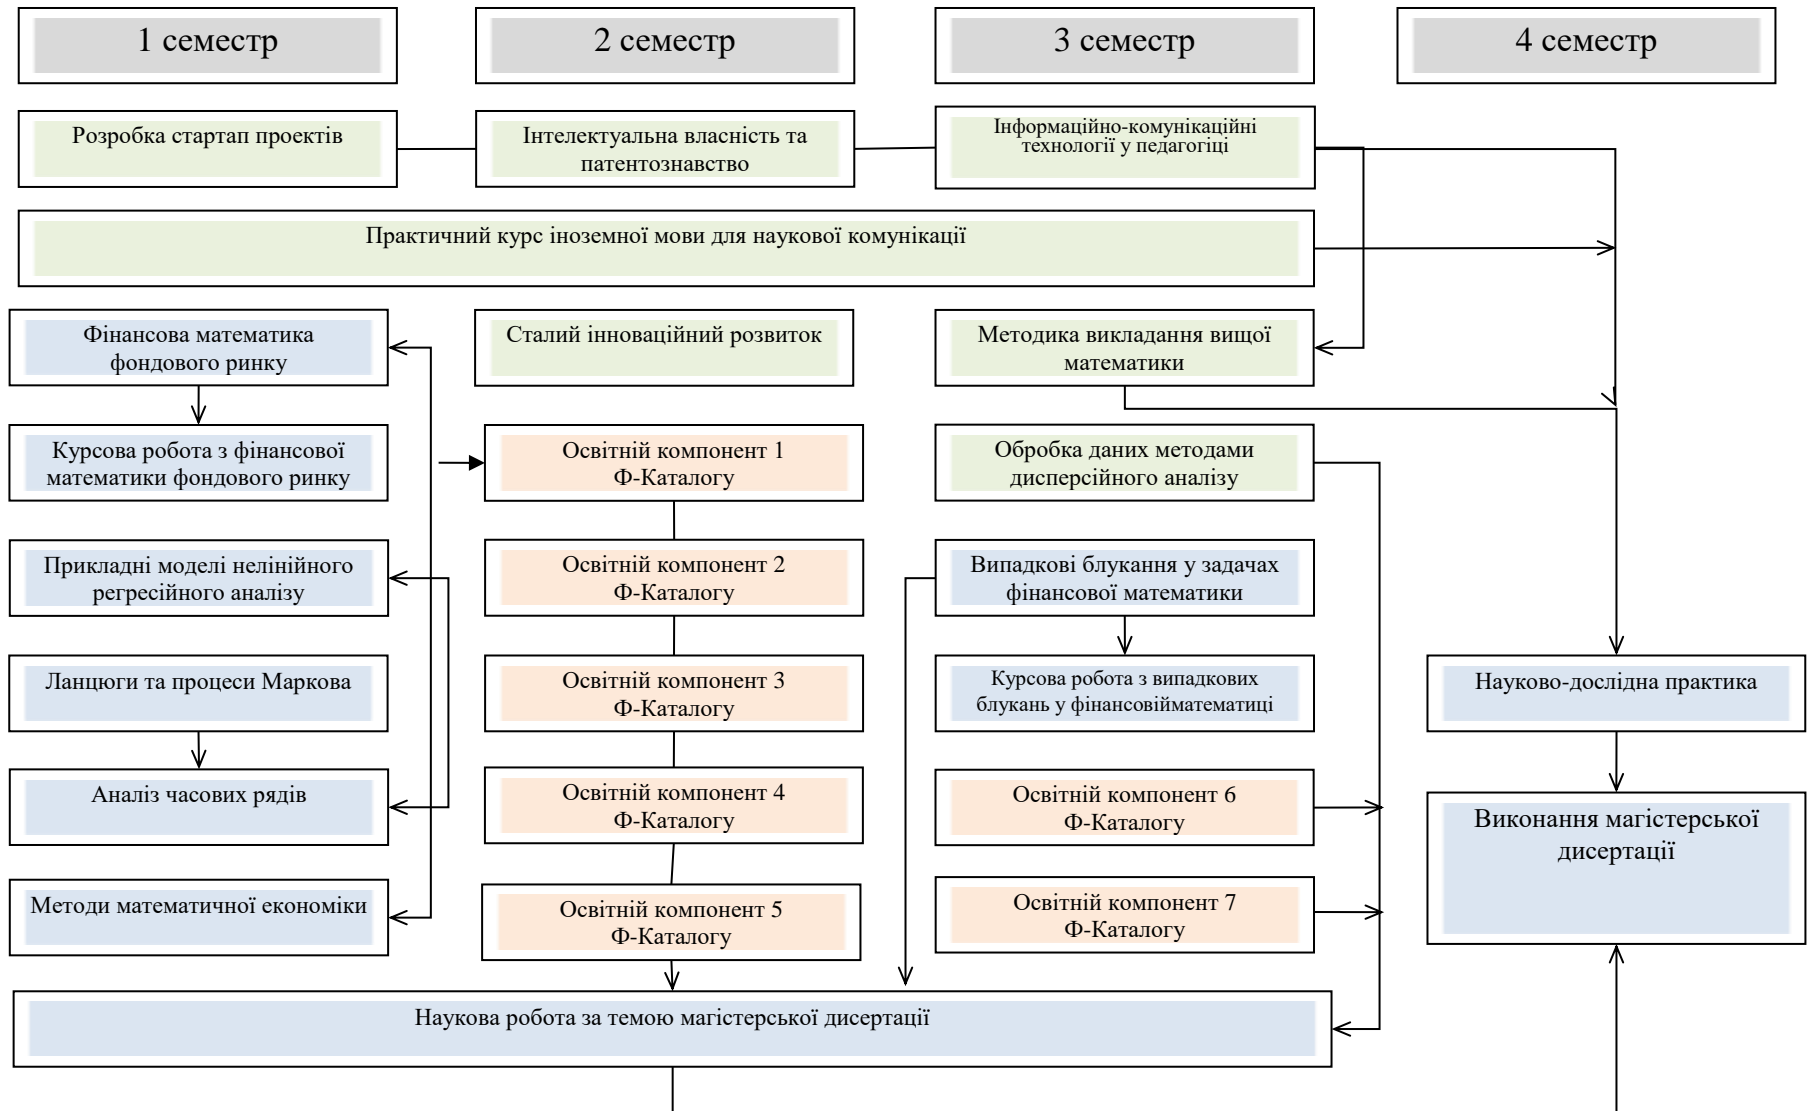 1 семестр
2 семестр
3 семестр
4 семестр
Розробка стартап проектів
Інтелектуальна власність та
патентознавство
Інформаційно-комунікаційні
технології у педагогіці
Практичний курс іноземної мови для наукової комунікації
Фінансова математика
фондового ринку
Сталий інноваційний розвиток
Методика викладання вищої
математики
Курсова робота з фінансової
математики фондового ринку
Освітній компонент 1
Ф-Каталогу
Обробка даних методами
дисперсійного аналізу
Прикладні моделі нелінійного
регресійного аналізу
Освітній компонент 2
Ф-Каталогу
Випадкові блукання у задачах
фінансової математики
Ланцюги та процеси Маркова
Освітній компонент 3
Ф-Каталогу
Курсова робота з випадкових
блукань у фінансовійматематиці
Науково-дослідна практика
Аналіз часових рядів
Освітній компонент 4
Ф-Каталогу
Освітній компонент 6
Ф-Каталогу
Виконання магістерської
дисертації
Методи математичної економіки
Освітній компонент 5
Ф-Каталогу
Освітній компонент 7
Ф-Каталогу
Наукова робота за темою магістерської дисертації